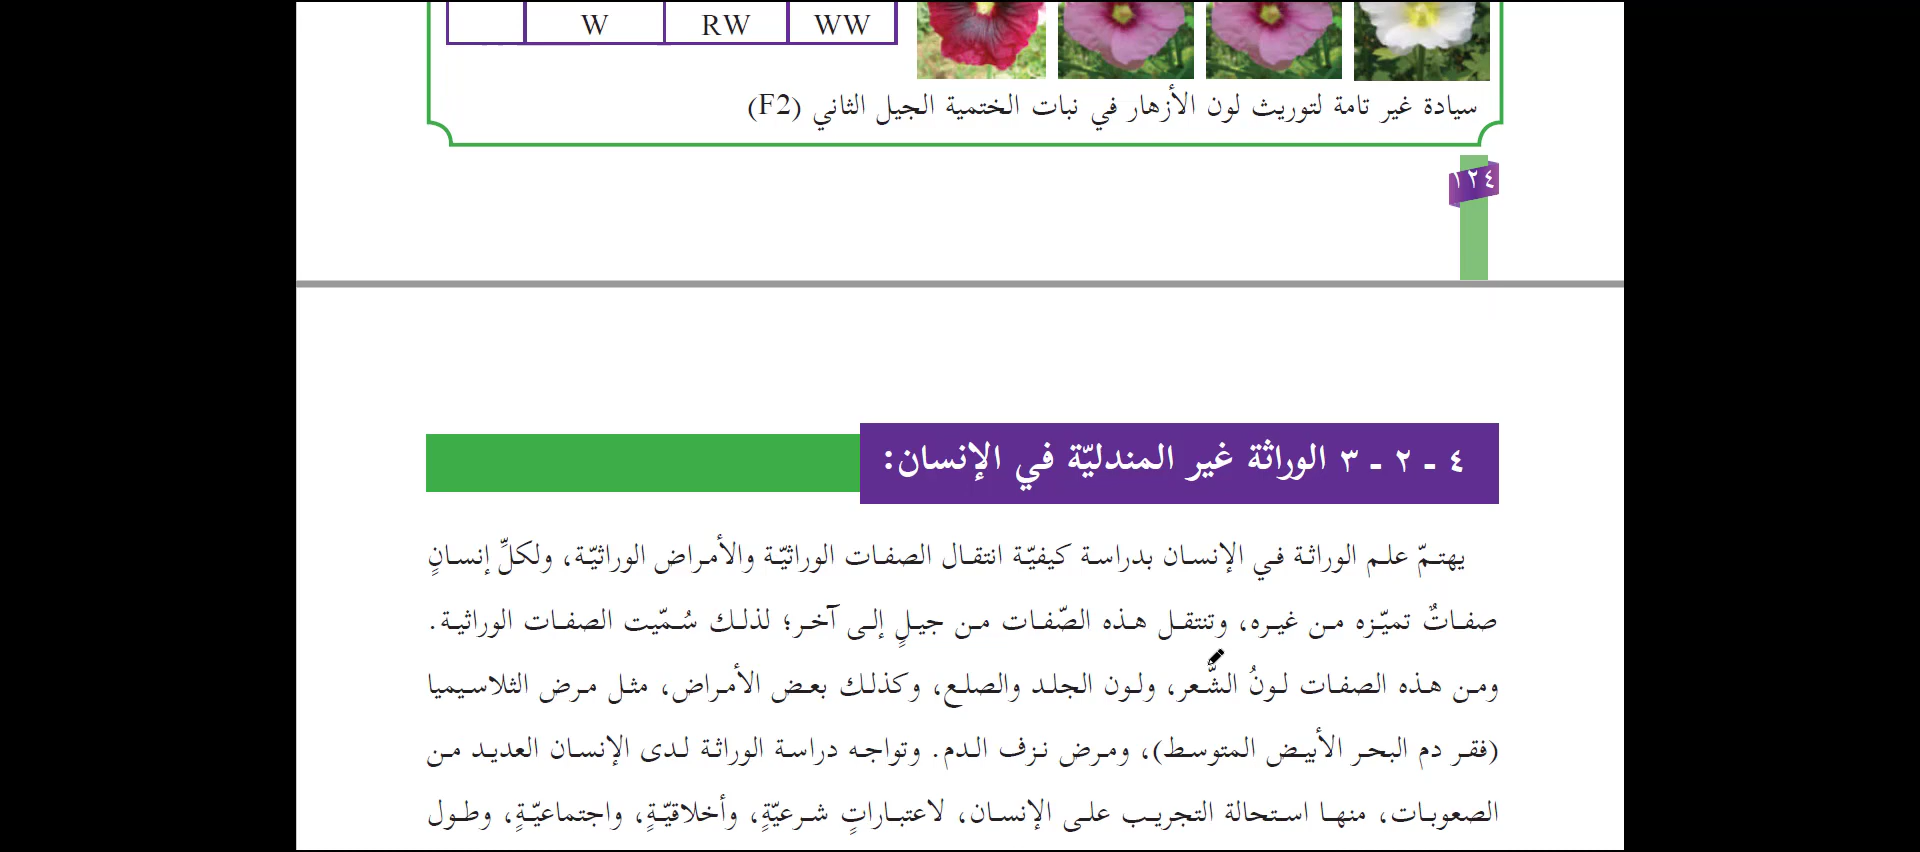 WW RW W
سيادة غير تامة لتوريث لون الأزهار في نبات الختمية الجيل الثاني (F2)
١٢٤
٤ ـ ٢ ـ ٣ الوراثة غير المندليّة في الإنسان:
يهتمّ علم الوراثة في الإنسان بدراسة كيفيّة انتقال الصفات الوراثيّة والأمراض الوراثيّة، ولكلِّ إنسانٍ
صفاتٌ تميّزه من غيره، وتنتقل هذه الصّفات من جيلٍ إلى آخر؛ لذلك سُمّيت الصفات الوراثية.
ومن هذه الصفات لونُ الشَّعر، ولون الجلد والصلع، وكذلك بعض الأمراض، مثل مرض الثلاسيميا
(فقر دم البحر الأبيض المتوسط)، ومرض نزف الدم. وتواجه دراسة الوراثة لدى الإنسان العديد من
الصعوبات، منها استحالة التجريب على الإنسان، لاعتباراتٍ شرعيّةٍ، وأخلاقيّةٍ، واجتماعيّةٍ، وطول